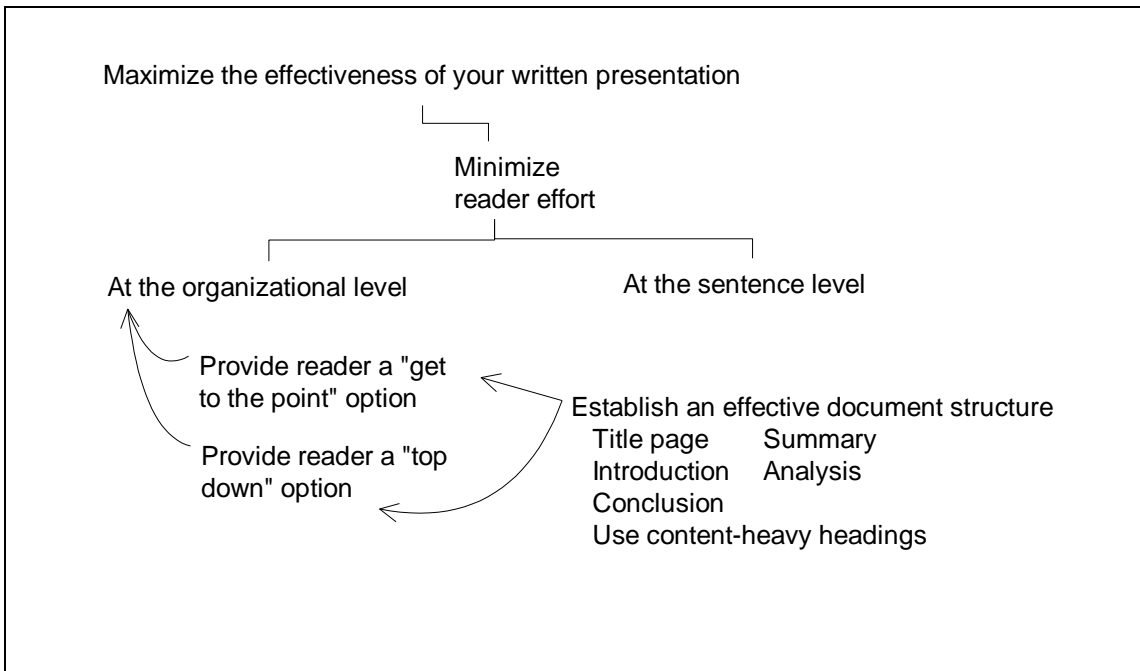 Maximize the effectiveness of your written presentation
Minimize
reader effort
At the organizational level
At the sentence level
Provide reader a "get
to the point" option
Provide reader a "top
down" option
Establish an effective document structure
Title page Summary
Introduction Analysis
Conclusion
Use content-heavy headings